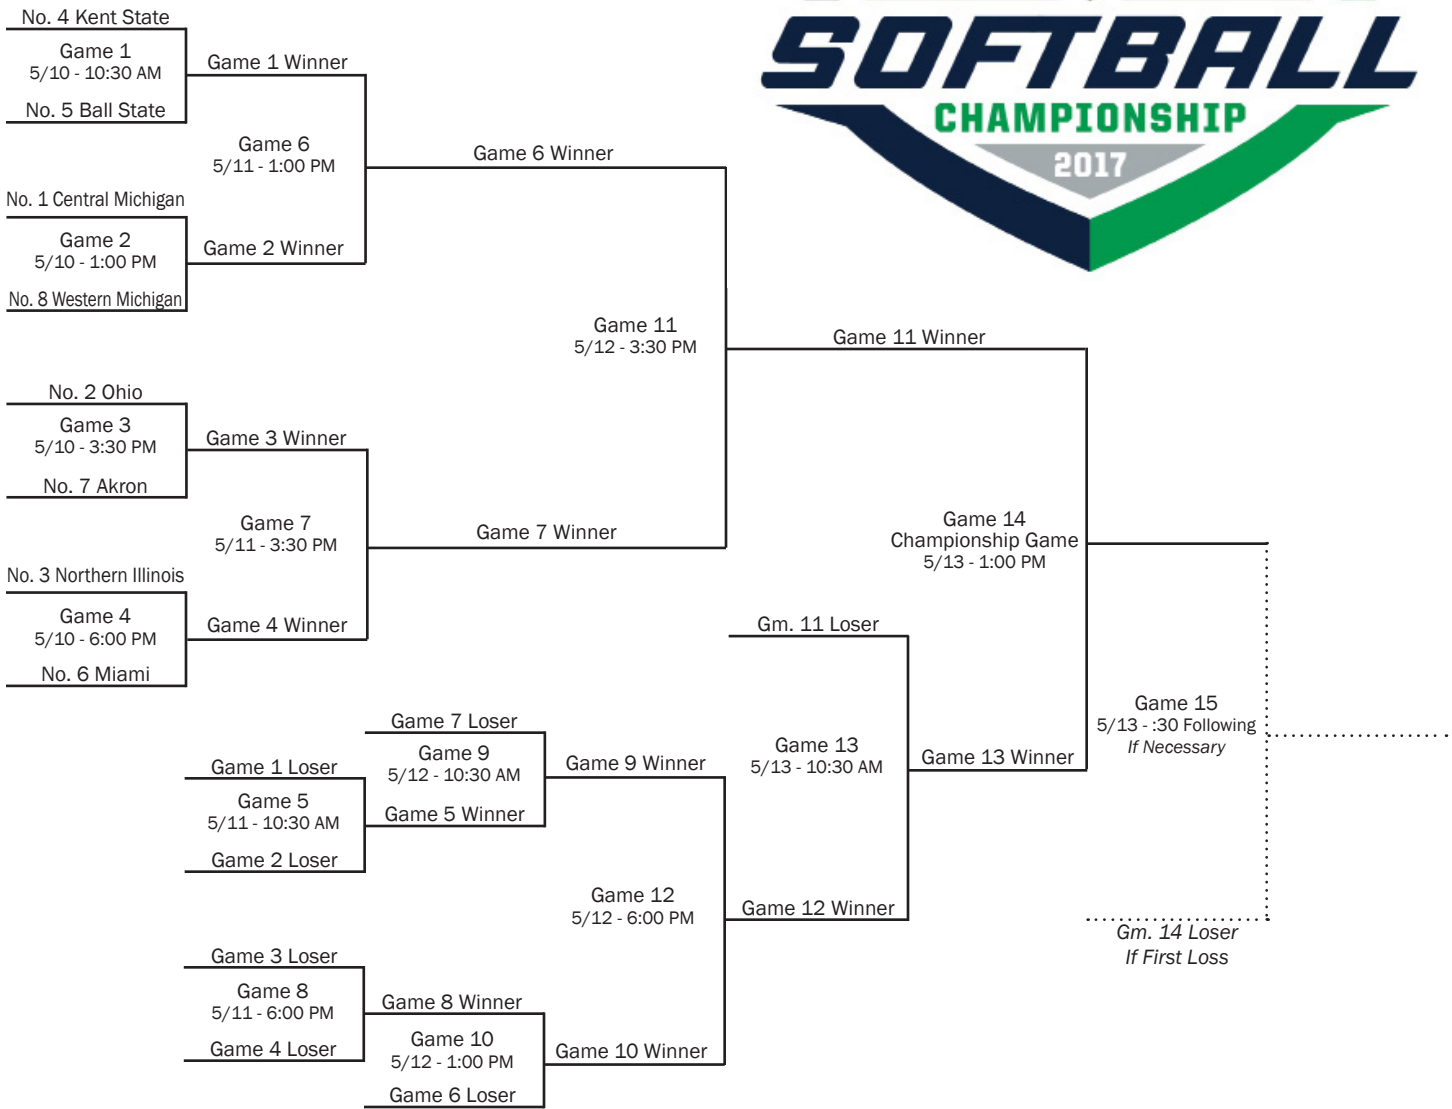 SOFTBALL
CHAMPIONSHIP
2017
No. 4 Kent State
Game 1
5/10 - 10:30 AM
No. 5 Ball State
Game 1 Winner
Game 6
5/11 - 1:00 PM
No. 1 Central Michigan
Game 2
5/10 - 1:00 PM
No. 8 Western Michigan
Game 2 Winner
Game 6 Winner
Game 11
5/12 - 3:30 PM
No. 2 Ohio
Game 3
5/10 - 3:30 PM
No. 7 Akron
Game 3 Winner
Game 7
5/11 - 3:30 PM
No. 3 Northern Illinois
Game 4
5/10 - 6:00 PM
No. 6 Miami
Game 4 Winner
Game 7 Winner
Game 11 Winner
Game 14
Championship Game
5/13 - 1:00 PM
Gm. 11 Loser
Game 13
5/13 - 10:30 AM
Game 13 Winner
Game 15
5/13 - :30 Following
If Necessary
Gm. 14 Loser
If First Loss
Game 7 Loser
Game 9
5/12 - 10:30 AM
Game 9 Winner
Game 1 Loser
Game 5
5/11 - 10:30 AM
Game 5 Winner
Game 2 Loser
Game 12
5/12 - 6:00 PM
Game 12 Winner
Game 3 Loser
Game 8
5/11 - 6:00 PM
Game 8 Winner
Game 4 Loser
Game 10
5/12 - 1:00 PM
Game 10 Winner
Game 6 Loser